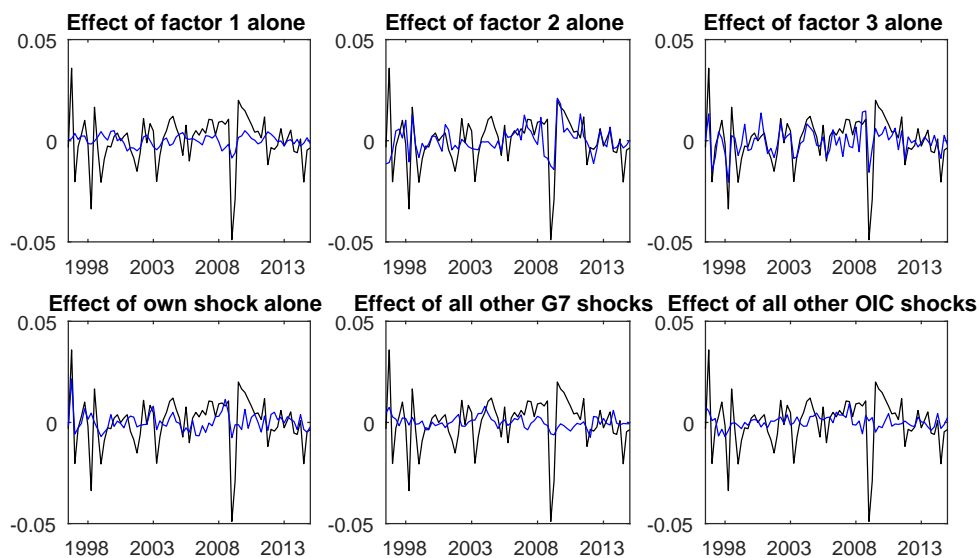 Effect of factor 1 alone
0.05
0
-0.05
1998 2003 2008 2013
Effect of factor 2 alone
0.05
0
-0.05
1998 2003 2008 2013
Effect of factor 3 alone
0.05
0
-0.05
1998 2003 2008 2013
Effect of own shock alone
0.05
0
-0.05
1998 2003 2008 2013
Effect of all other G7 shocks
0.05
0
-0.05
1998 2003 2008 2013
Effect of all other OIC shocks
0.05
0
-0.05
1998 2003 2008 2013